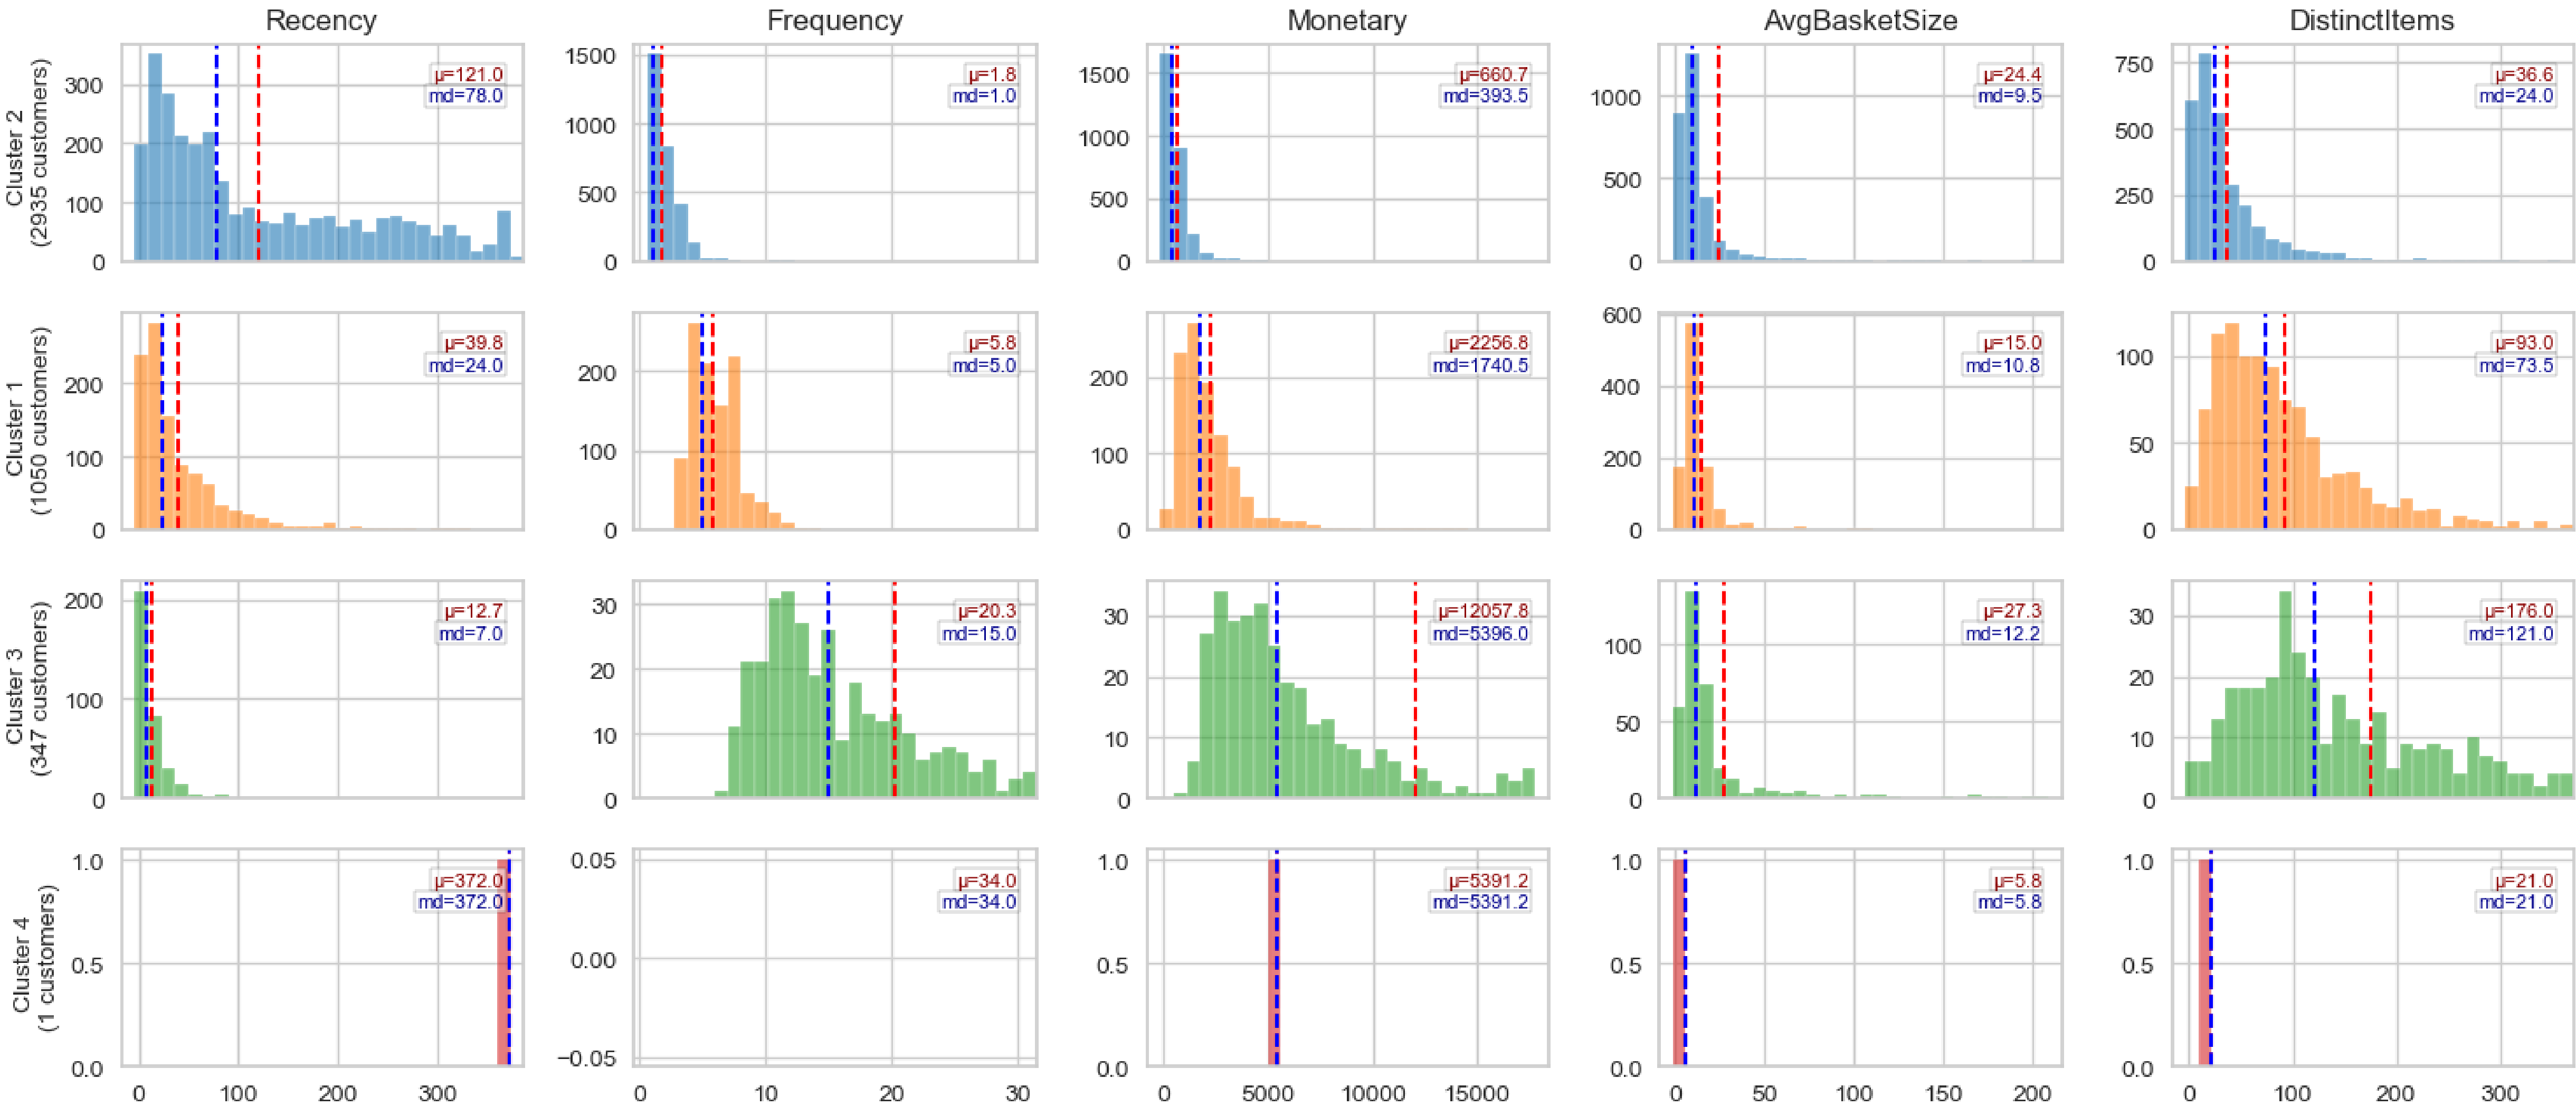 Recency
Frequency
Monetary
AvgBasketSize
DistinctItems
Cluster 2
(2935 customers)
300
200
100
0
μ=121.0
md=78.0
1500
1000
500
0
μ=1.8
md=1.0
1500
1000
500
0
μ=660.7
md=393.5
1000
500
0
μ=24.4
md=9.5
750
500
250
0
μ=36.6
md=24.0
Cluster 1
(1050 customers)
200
100
0
μ=39.8
md=24.0
200
100
0
μ=5.8
md=5.0
200
100
0
μ=2256.8
md=1740.5
600
400
200
0
μ=15.0
md=10.8
100
50
0
μ=93.0
md=73.5
Cluster 3
(347 customers)
200
100
0
μ=12.7
md=7.0
30
20
10
0
μ=20.3
md=15.0
30
20
10
0
μ=12057.8
md=5396.0
100
50
0
μ=27.3
md=12.2
30
20
10
0
μ=176.0
md=121.0
Cluster 4
(1 customers)
1.0
0.5
0.0
μ=372.0
md=372.0
0.05
0.00
−0.05
μ=34.0
md=34.0
1.0
0.5
0.0
μ=5391.2
md=5391.2
1.0
0.5
0.0
μ=5.8
md=5.8
1.0
0.5
0.0
μ=21.0
md=21.0
0 100 200 300
0 10 20 30
0 5000 10000 15000
0 50 100 150 200
0 100 200 300